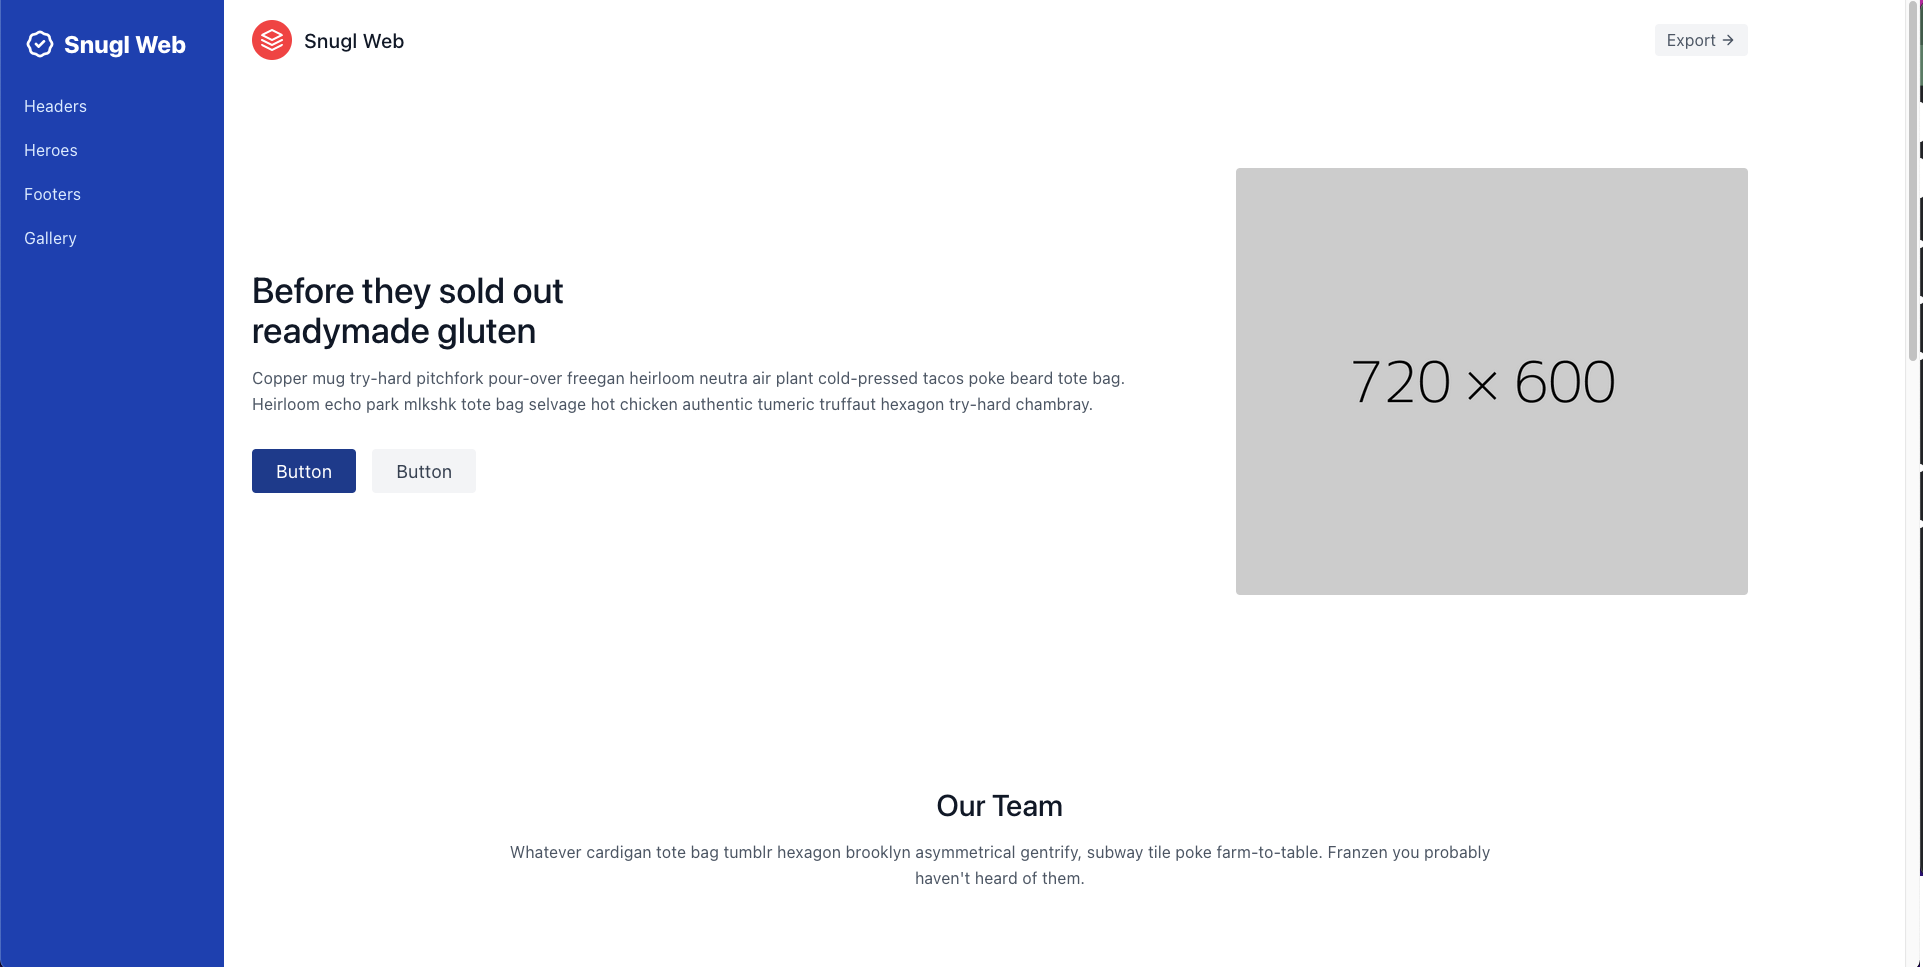 Snugl Web
Headers
Heroes
Footers
Gallery
Snugl Web
Export →
Before they sold out
readymade gluten
Copper mug try-hard pitchfork pour-over freegan heirloom neutra air plant cold-pressed tacos poke beard tote bag.
Heirloom echo park mlkshk tote bag selvage hot chicken authentic tumeric truffaut hexagon try-hard chambray.
Button Button
720 × 600
Our Team
Whatever cardigan tote bag tumblr hexagon brooklyn asymmetrical gentrify, subway tile poke farm-to-table. Franzen you probably
haven't heard of them.